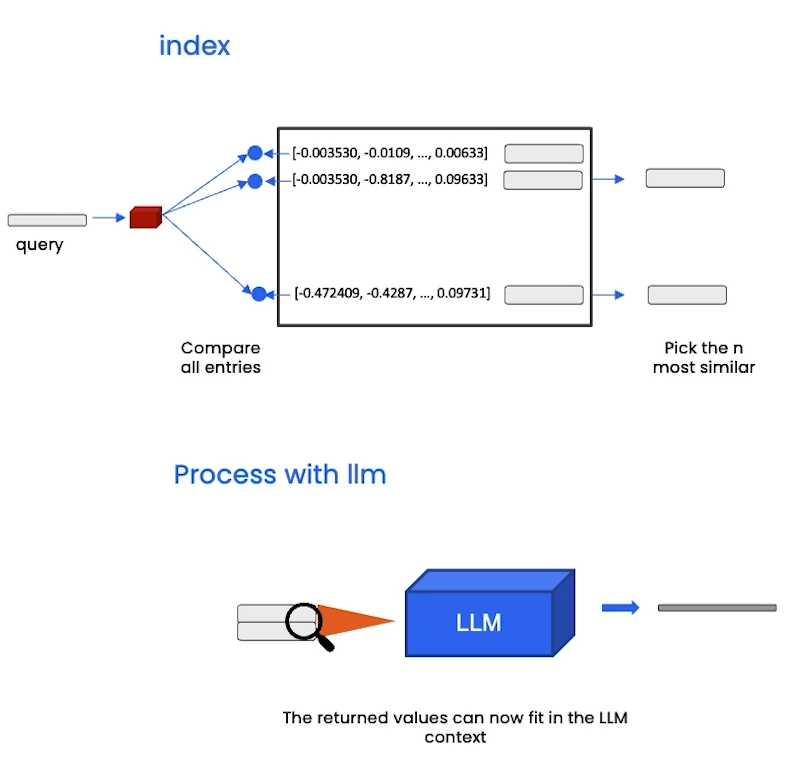 index
[-0.003530, -0.0109, ..., 0.00633]
[-0.003530, -0.8187, ..., 0.09633]
query
[-0.472409, -0.4287, ..., 0.09731]
Compare
all entries
Pick the n
most similar
Process with llm
LLM
The returned values can now fit in the LLM
context